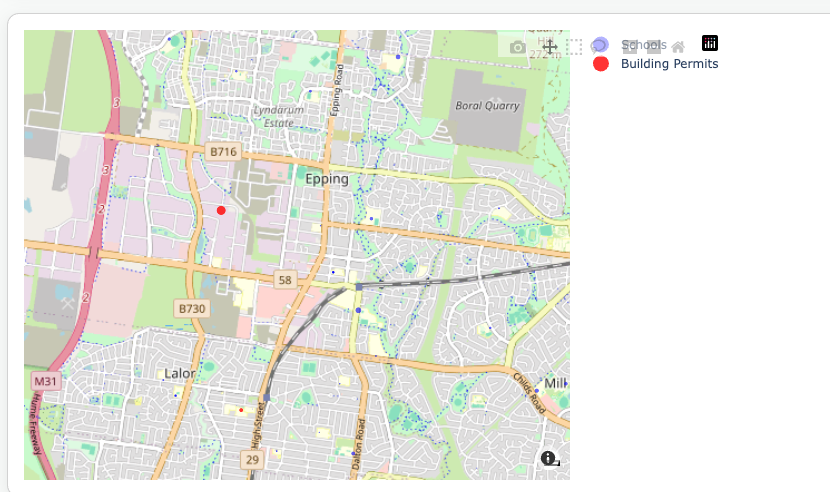 Schools
Building Permits
272 m
3
Epping Road
Lyndarum
Estate
Boral Quarry
B716
3
Epping
2
58
2
B730
Lalor
M31
Mill
Childs Road
Hume Freeway
High Street
Dalton Road
29